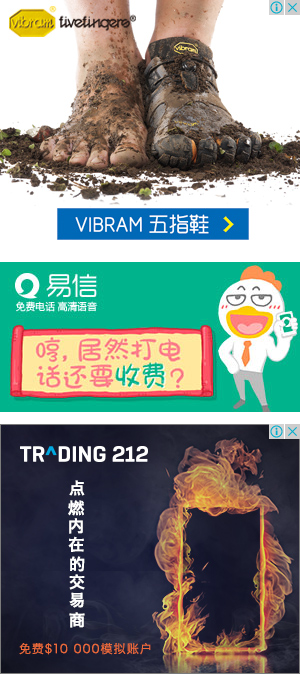 vibram fivefingers®
vibram
VIBRAM 五指鞋
易信
免费电话 高清语音
哼，居然打电
话还要收费？
TRADING 212
点燃内在的交易商
免费$10 000模拟账户